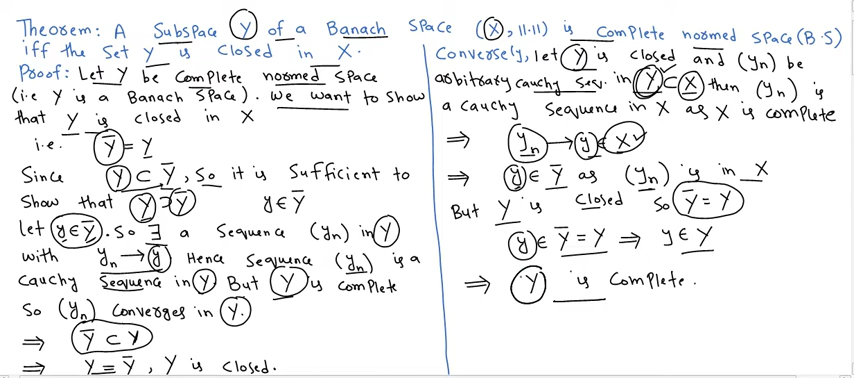 Theorem: A Subspace Y of a Banach Space (X, ||.||) is Complete normed Space (B.S)
iff the Set Y is Closed in X.
Proof: Let Y be Complete normed Space
(i.e Y is a Banach Space). We want to Show
that Y is closed in X
i.e. Ȳ = Y
Since Y ⊂ Ȳ, So it is Sufficient to
Show that Y ⊃ Ȳ y ∈ Ȳ
let y ∈ Ȳ. So ∃ a Sequence (yn) in Y
with yn → y Hence Sequence (yn) is a
Cauchy Sequence in Y. But Y is complete
So (yn) Converges in Y.
⇒ Ȳ ⊂ Y
⇒ Y = Ȳ, Y is Closed.
Conversely, let Y is closed and (yn) be
arbitrary cauchy Seq. in Y ⊂ X then (yn) is
a cauchy Sequence in X as X is complete
⇒ yn → y ∈ X
⇒ y ∈ Ȳ as (yn) is in X
But Y is Closed So Ȳ = Y
y ∈ Ȳ = Y ⇒ y ∈ Y
⇒ Y is Complete.